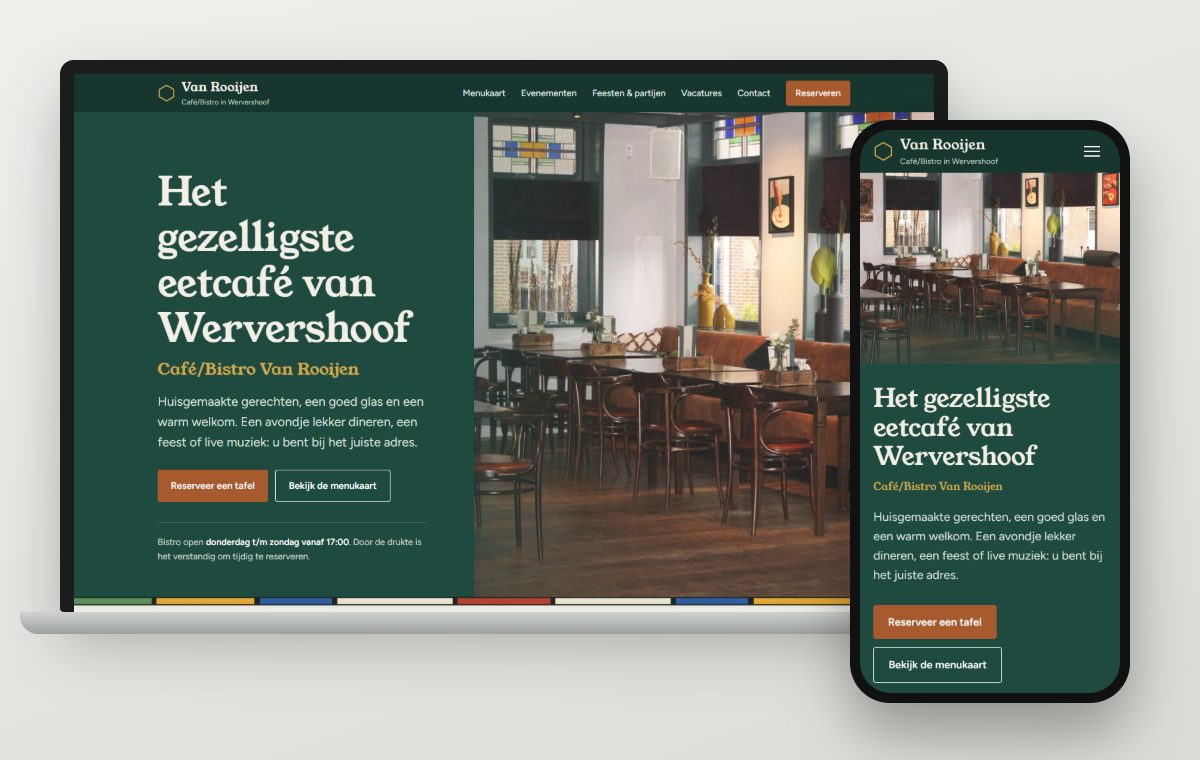 Van Rooijen
Café/Bistro in Wervershoof
Menukaart Evenementen Feesten & partijen Vacatures Contact Reserveren
Het
gezelligste
eetcafé van
Wervershoof
Café/Bistro Van Rooijen
Huisgemaakte gerechten, een goed glas en een
warm welkom. Een avondje lekker dineren, een
feest of live muziek: u bent bij het juiste adres.
Reserveer een tafel
Bekijk de menukaart
Bistro open donderdag t/m zondag vanaf 17:00. Door de drukte is
het verstandig om tijdig te reserveren.
Van Rooijen
Café/Bistro in Wervershoof
Het gezelligste
eetcafé van
Wervershoof
Café/Bistro Van Rooijen
Huisgemaakte gerechten, een goed glas en
een warm welkom. Een avondje lekker
dineren, een feest of live muziek: u bent bij
het juiste adres.
Reserveer een tafel
Bekijk de menukaart